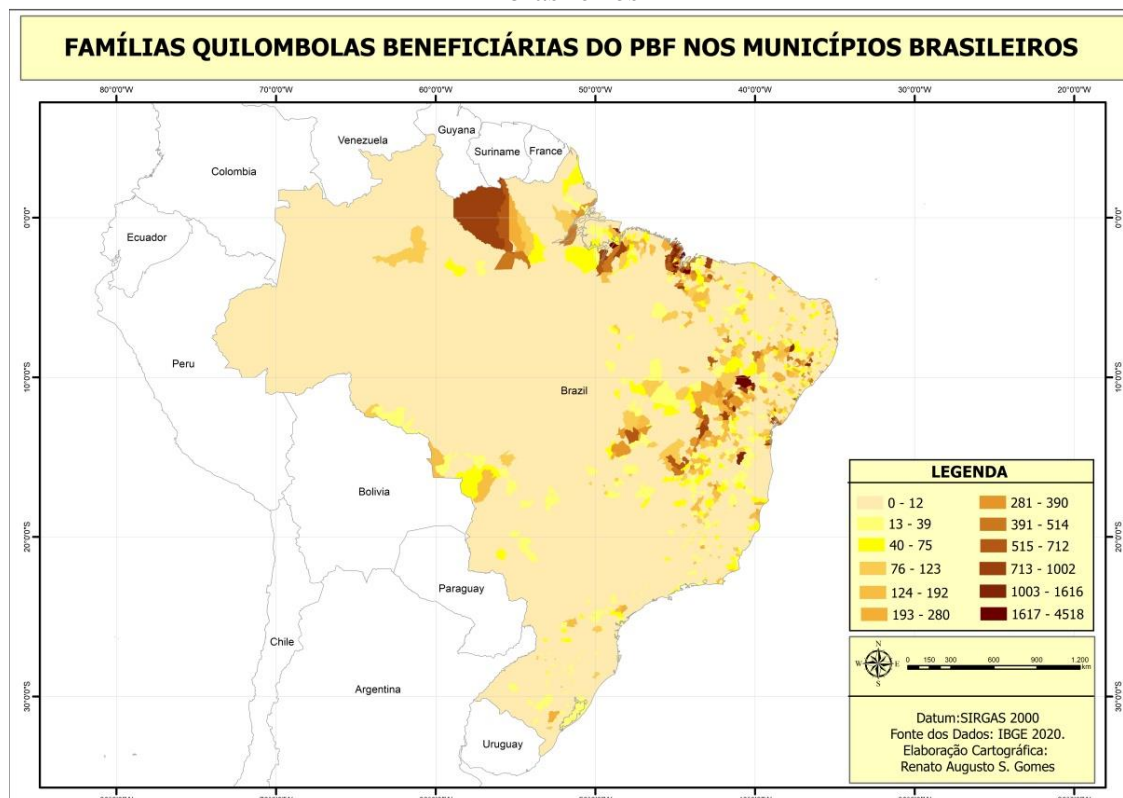 FAMÍLIAS QUILOMBOLAS BENEFICIÁRIAS DO PBF NOS MUNICÍPIOS BRASILEIROS
80°0'0"W 70°0'0"W 60°0'0"W 50°0'0"W 40°0'0"W 30°0'0"W 20°0'0"W
Guyana
Venezuela
Suriname
France
Colombia
0°0'0"
0°0'0"
Ecuador
Peru
10°0'0"S
10°0'0"S
Brazil
Bolivia
20°0'0"S
20°0'0"S
Paraguay
Chile
Argentina
30°0'0"S
30°0'0"S
Uruguay
LEGENDA
0 - 12
13 - 39
40 - 75
76 - 123
124 - 192
193 - 280
281 - 390
391 - 514
515 - 712
713 - 1002
1003 - 1616
1617 - 4518
N
W E
S
0 150 300 600 900 1.200
km
Datum:SIRGAS 2000
Fonte dos Dados: IBGE 2020.
Elaboração Cartográfica:
Renato Augusto S. Gomes